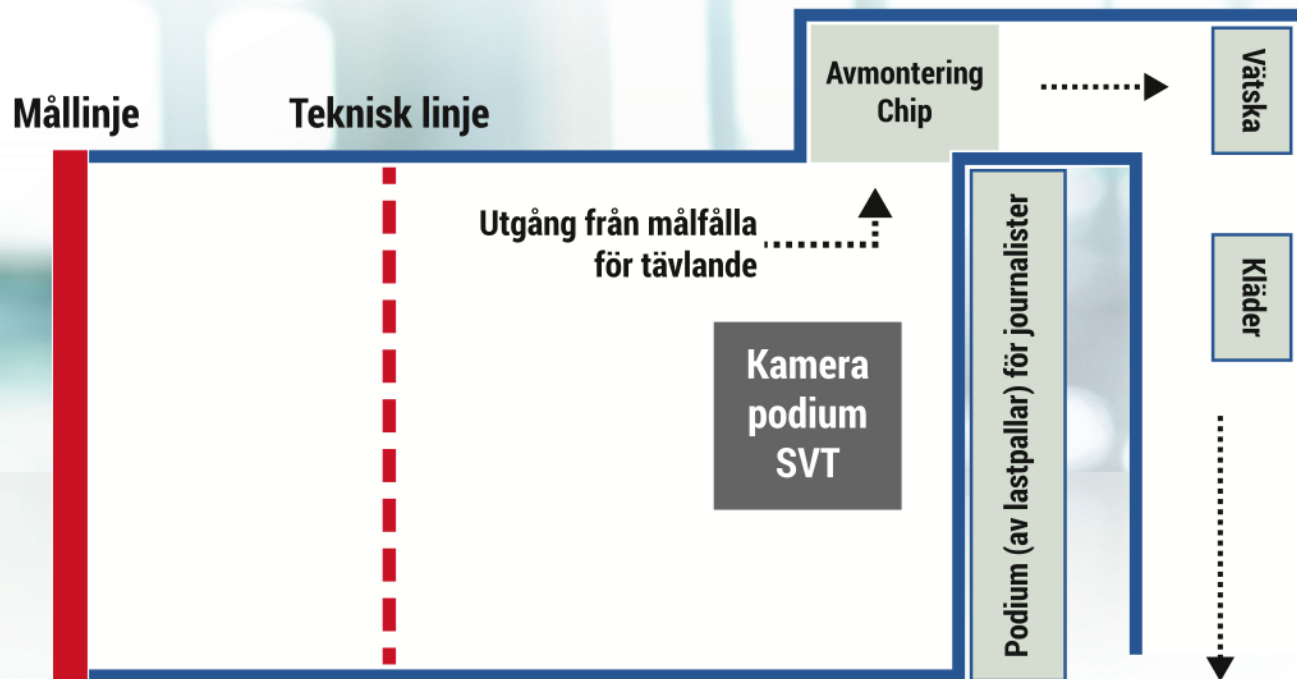 Mållinje
Teknisk linje
Avmontering
Chip
Vätska
Utgång från målfålla
för tävlande
Kläder
Kamera
podium
SVT
Podium (av lastpallar) för journalister